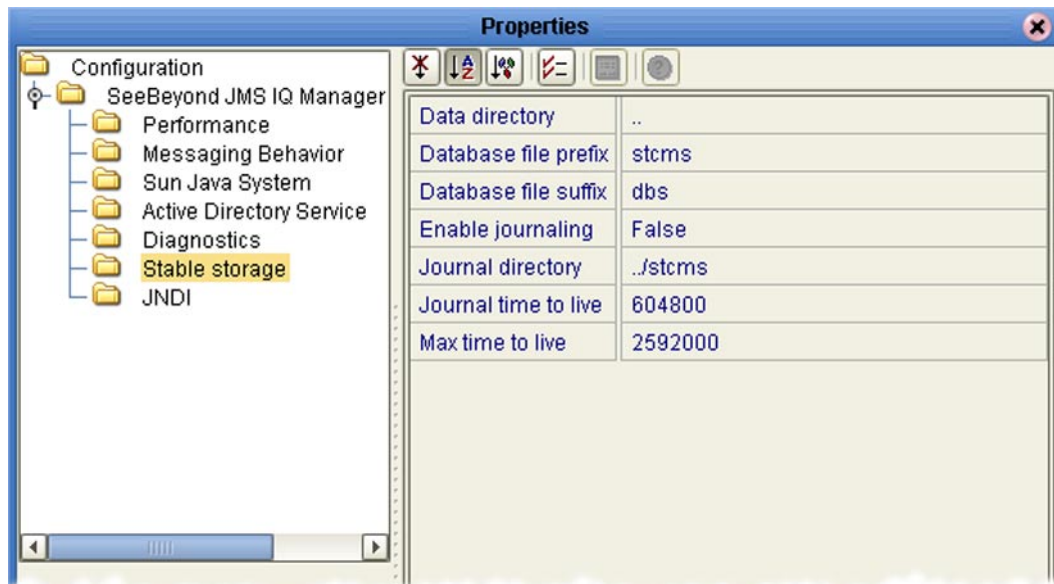 Properties
Configuration
SeeBeyond JMS IQ Manager
Performance
Messaging Behavior
Sun Java System
Active Directory Service
Diagnostics
Stable storage
JNDI
Data directory ..
Database file prefix stcms
Database file suffix dbs
Enable journaling False
Journal directory ../stcms
Journal time to live 604800
Max time to live 2592000